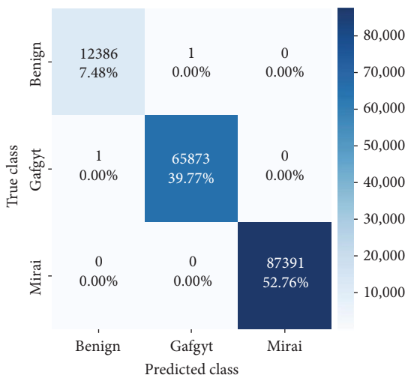 12386 1 0
7.48% 0.00% 0.00%
1 65873 0
0.00% 39.77% 0.00%
0 0 87391
0.00% 0.00% 52.76%
Benign
Gafgyt
Mirai
True class
Benign Gafgyt Mirai
Predicted class
80,000
70,000
60,000
50,000
40,000
30,000
20,000
10,000